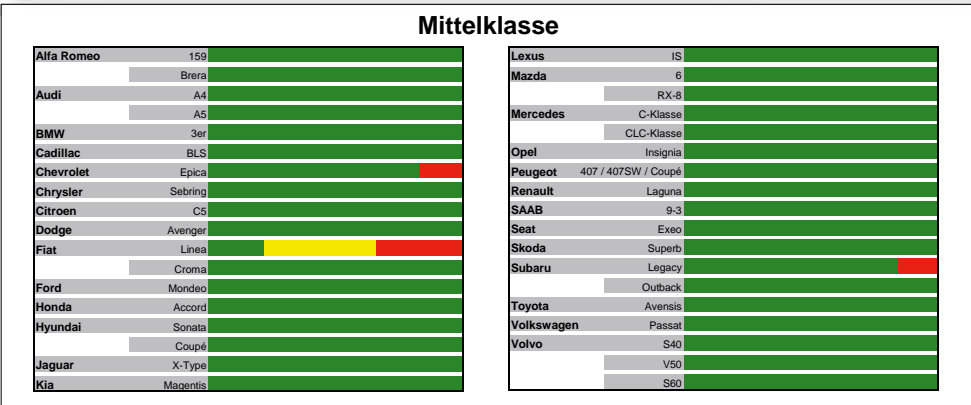 Mittelklasse
Alfa Romeo 159
Brera
Audi A4
A5
BMW 3er
Cadillac BLS
Chevrolet Epica
Chrysler Sebring
Citroen C5
Dodge Avenger
Fiat Linea
Croma
Ford Mondeo
Honda Accord
Hyundai Sonata
Coupé
Jaguar X-Type
Kia Magentis
Lexus IS
Mazda 6
RX-8
Mercedes C-Klasse
CLC-Klasse
Opel Insignia
Peugeot 407 / 407SW / Coupé
Renault Laguna
SAAB 9-3
Seat Exeo
Skoda Superb
Subaru Legacy
Outback
Toyota Avensis
Volkswagen Passat
Volvo S40
V50
S60